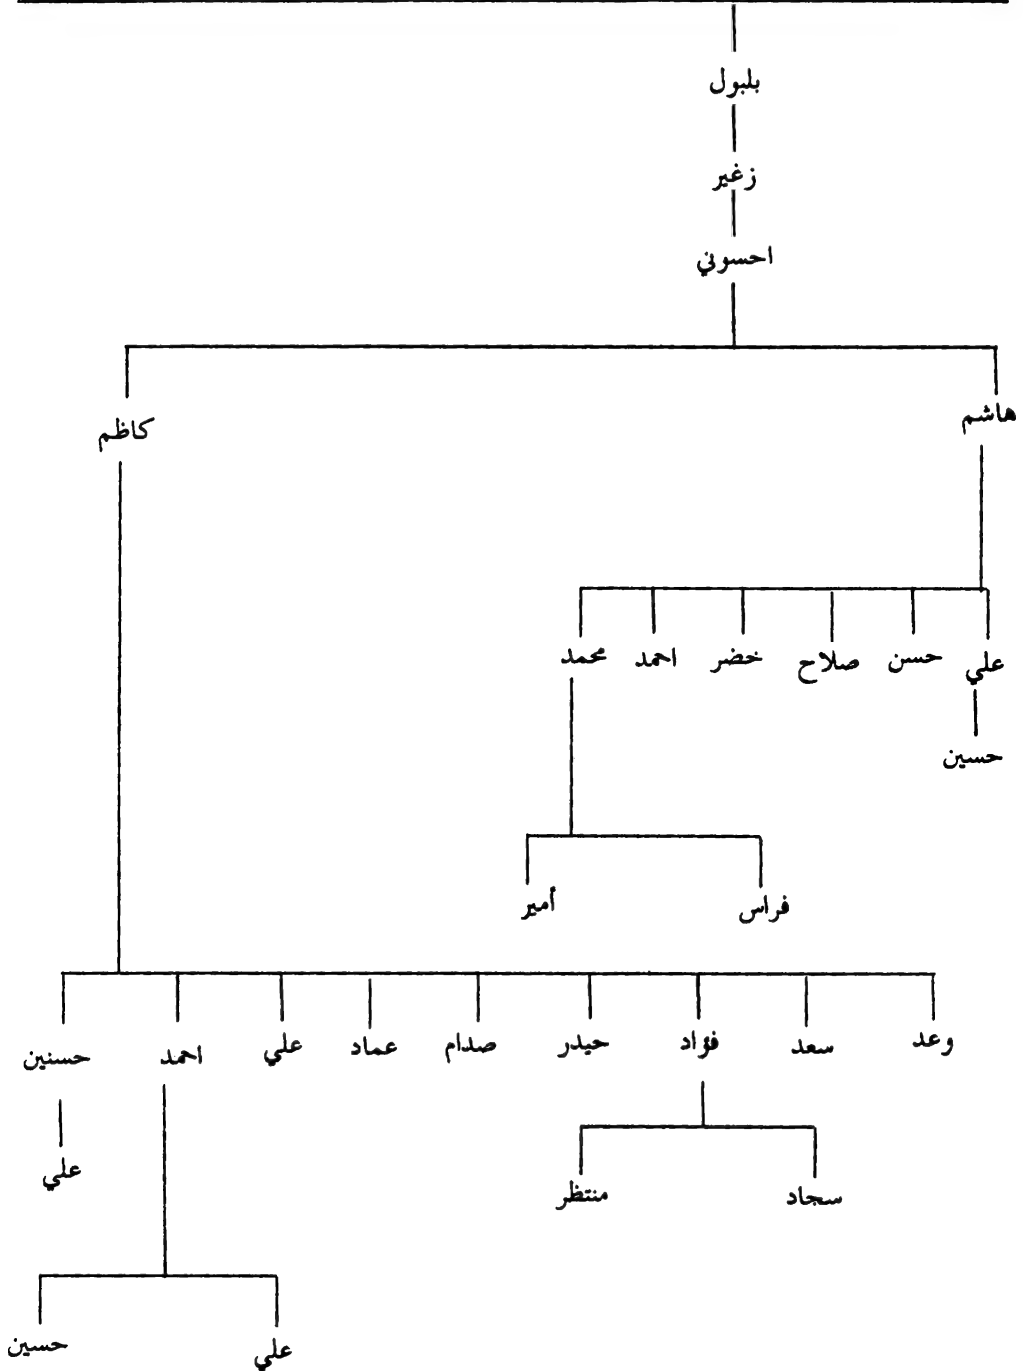 بلبول
زغير
احسوني
هاشم كاظم
علي حسن صلاح خضر احمد محمد
حسين
فراس أمير
وعد سعد فؤاد حيدر صدام عماد علي احمد حسنين
علي
سجاد منتظر
علي حسين